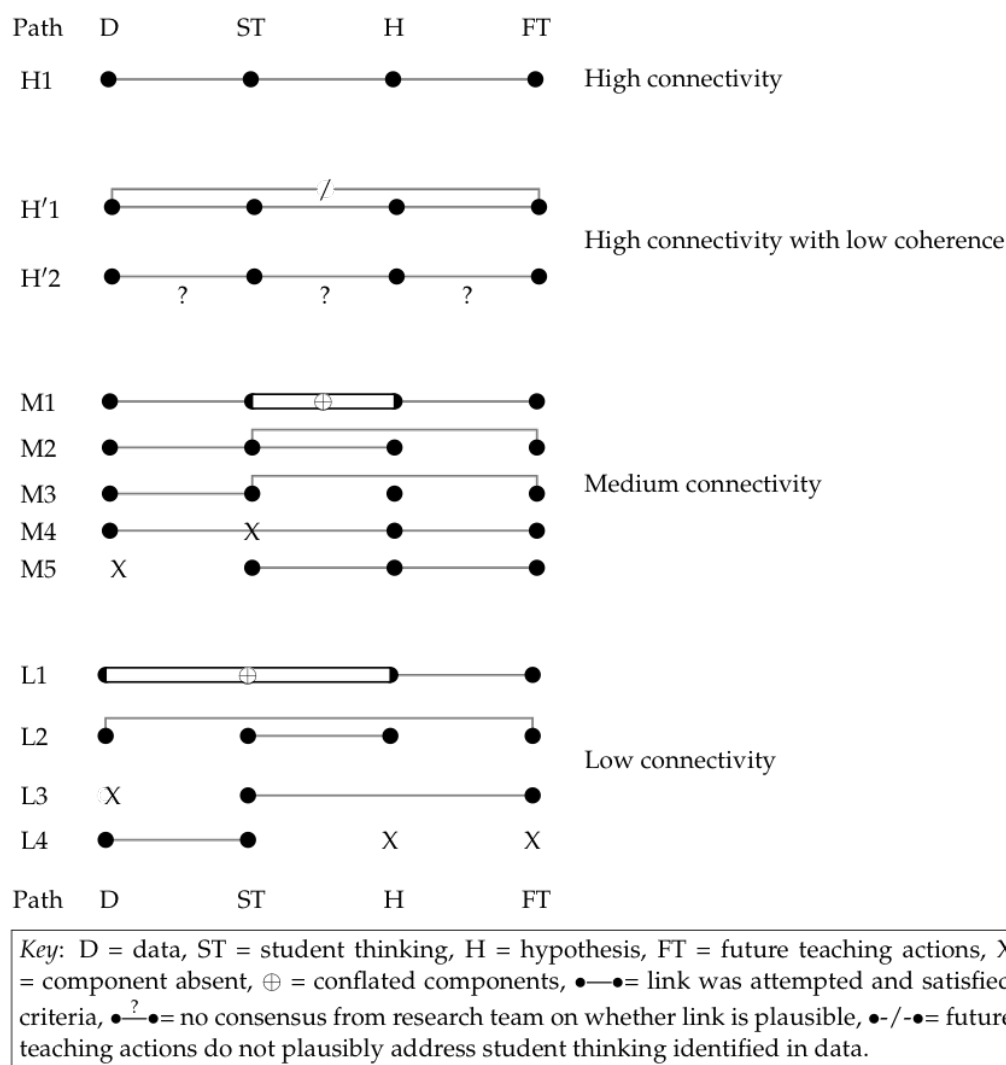 Path D ST H FT
H1 High connectivity
H′1 /
High connectivity with low coherence
H′2
? ? ?
M1 ⊕
M2
M3 Medium connectivity
M4 X
M5 X
L1 ⊕
L2
Low connectivity
L3 X
L4 X X
Path D ST H FT
Key: D = data, ST = student thinking, H = hypothesis, FT = future teaching actions, X
= component absent, ⊕ = conflated components, •—•= link was attempted and satisfied
criteria, •—?—•= no consensus from research team on whether link is plausible, •-/-•= future
teaching actions do not plausibly address student thinking identified in data.